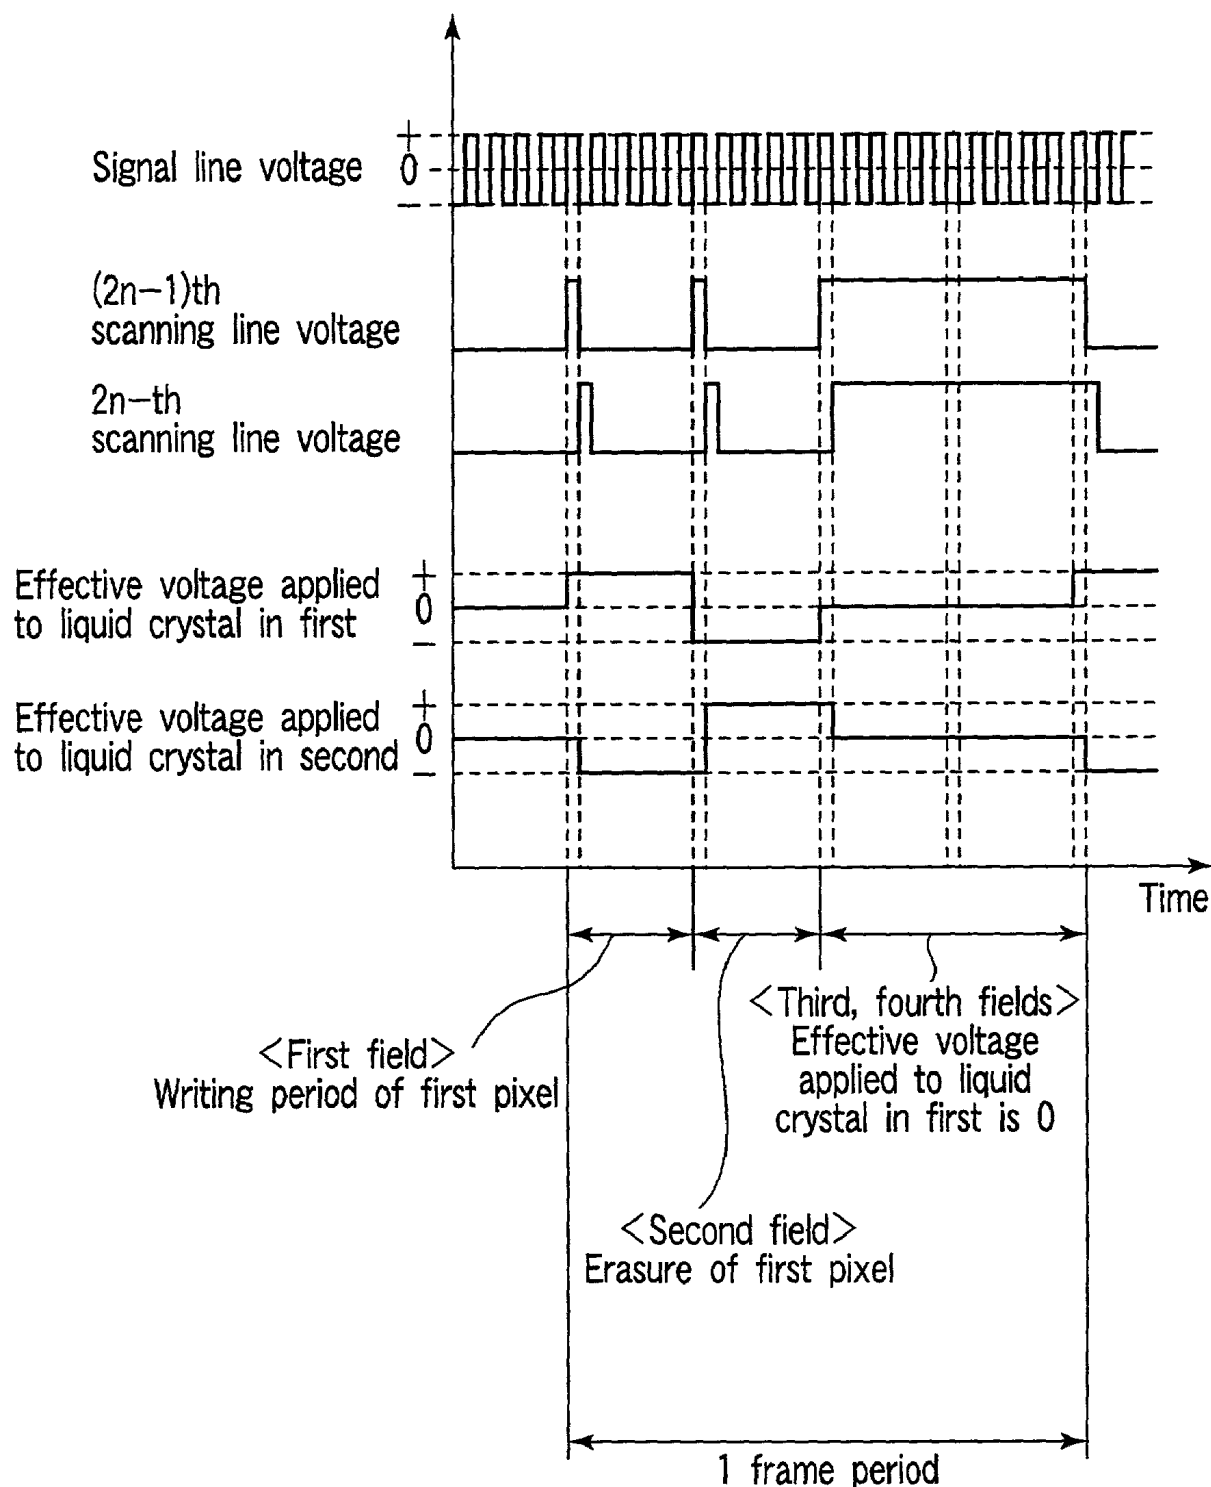 +
Signal line voltage 0
−
(2n−1)th
scanning line voltage
2n−th
scanning line voltage
+
Effective voltage applied
0
to liquid crystal in first
−
+
Effective voltage applied
0
to liquid crystal in second
−
Time
<Third, fourth fields>
Effective voltage
applied to liquid
crystal in first is 0
<First field>
Writing period of first pixel
<Second field>
Erasure of first pixel
1 frame period